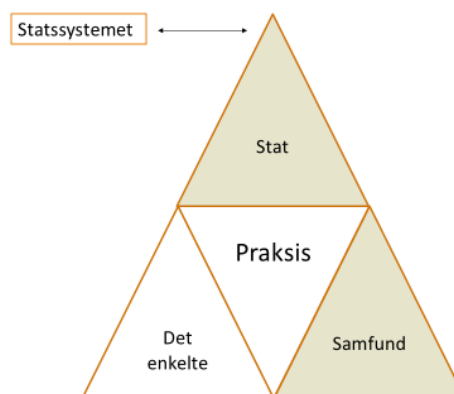 Statssystemet
Stat
Praksis
Det
enkelte
Samfund